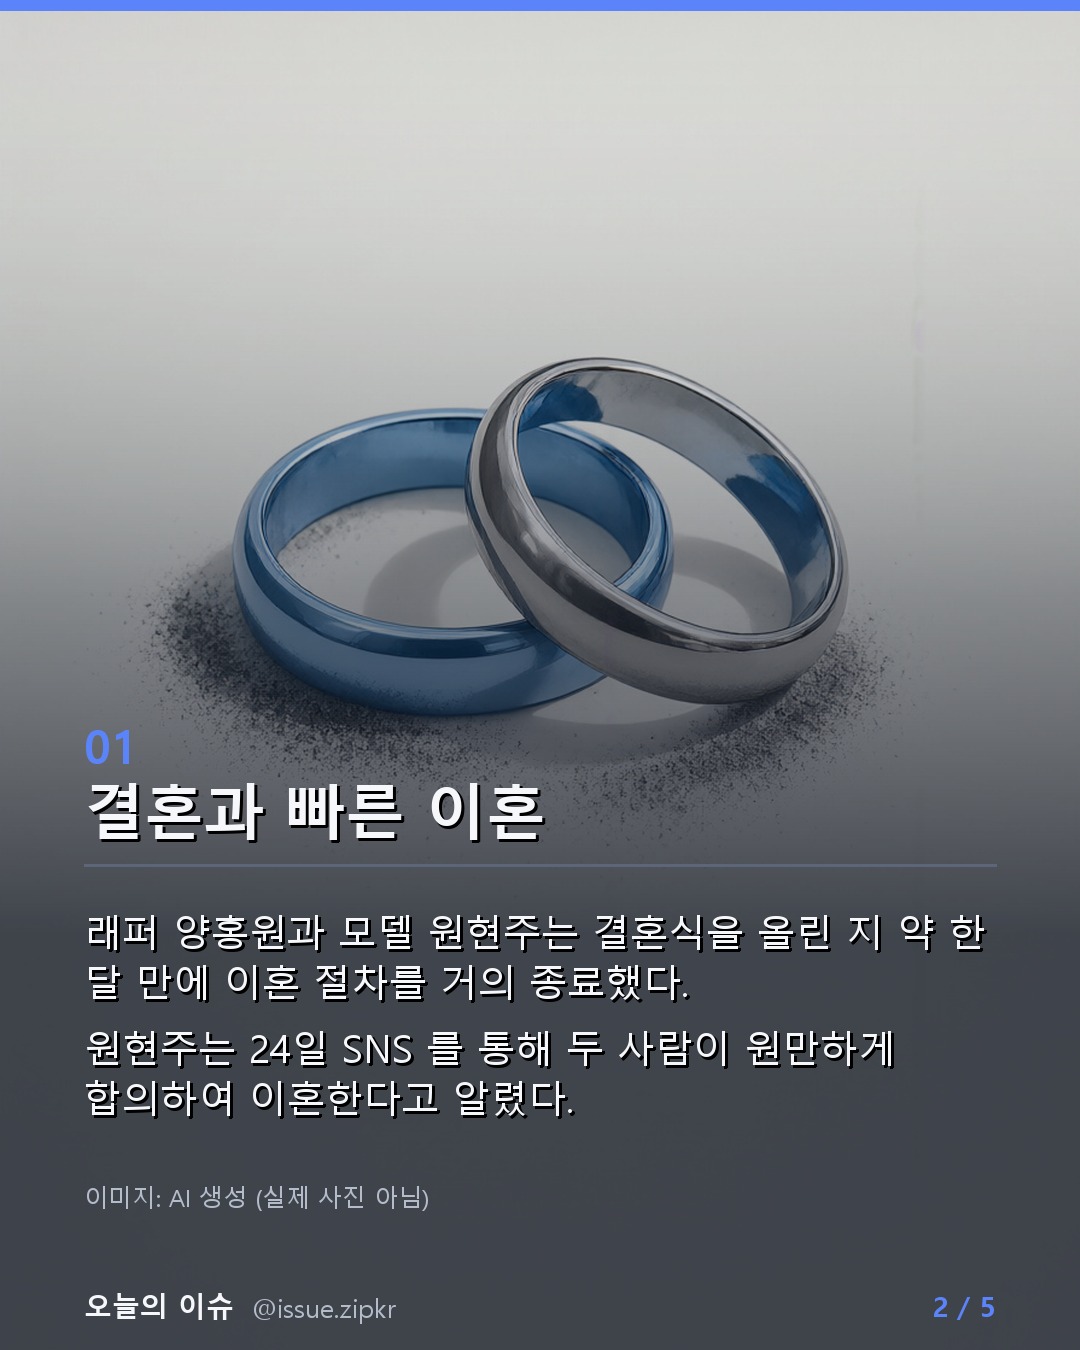 01
결혼과 빠른 이혼
래퍼 양홍원과 모델 원현주는 결혼식을 올린 지 약 한
달 만에 이혼 절차를 거의 종료했다.
원현주는 24일 SNS 를 통해 두 사람이 원만하게
합의하여 이혼한다고 알렸다.
이미지: AI 생성 (실제 사진 아님)
오늘의 이슈 @issue.zipkr
2 / 5